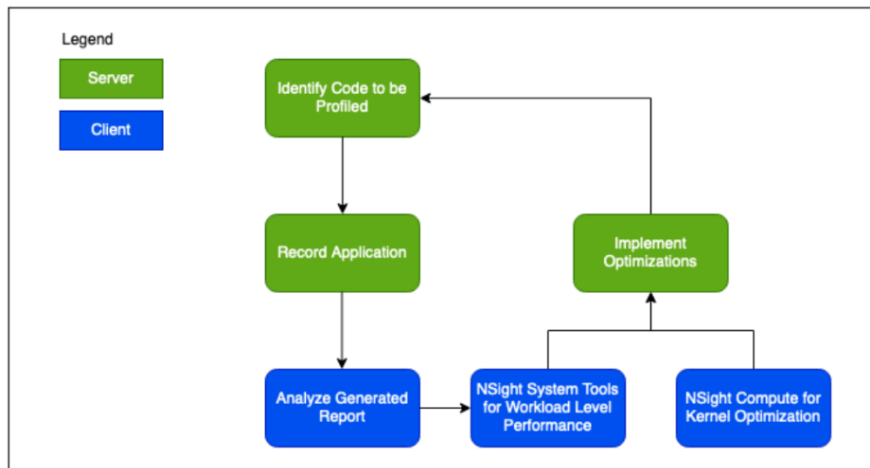 Legend
Server
Client
Identify Code to be
Profiled
Record Application
Implement
Optimizations
Analyze Generated
Report
NSight System Tools
for Workload Level
Performance
NSight Compute for
Kernel Optimization